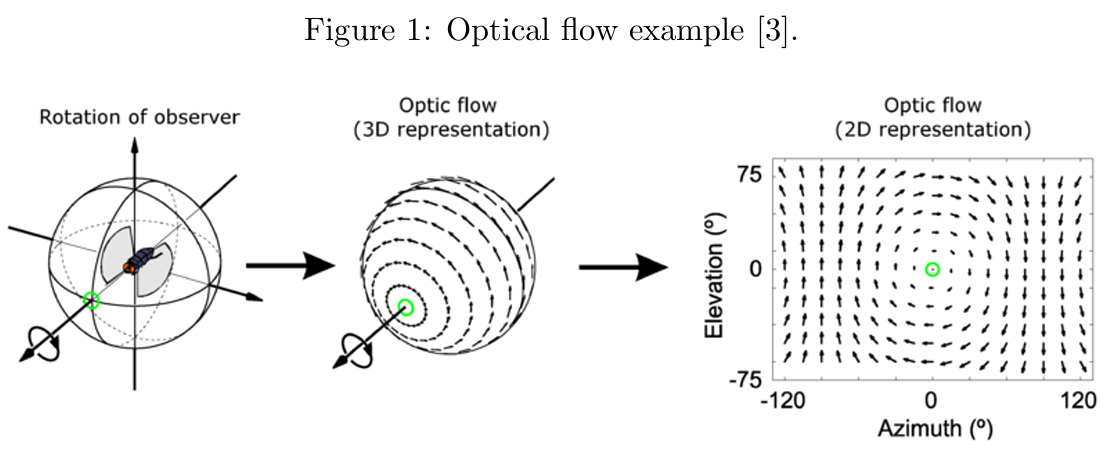 Figure 1: Optical flow example [3].
Rotation of observer
Optic flow
(3D representation)
Optic flow
(2D representation)
75
0
-75
Elevation (º)
-120
0
120
Azimuth (º)